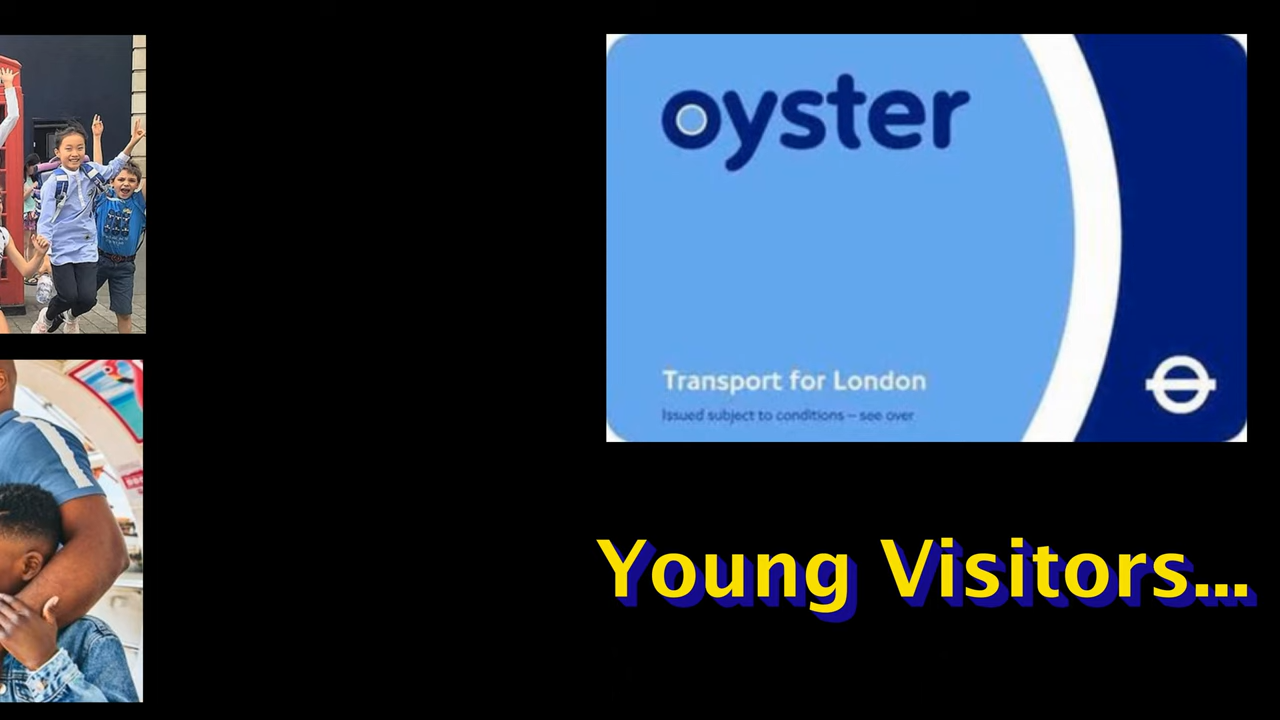 oyster
Transport for London
Issued subject to conditions – see over
Young Visitors...